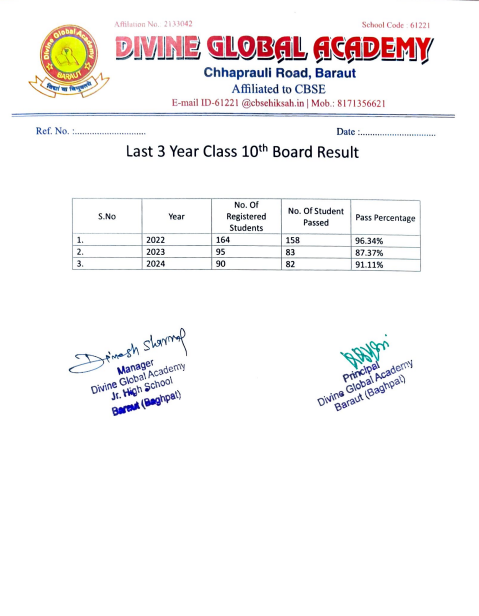 Affilation No. 2133042
School Code : 61221
Divine Global Academy
BARAUT
विद्या
DIVINE GLOBAL ACADEMY
Chhaprauli Road, Baraut
Affiliated to CBSE
E-mail ID-61221 @cbsehiksah.in | Mob.: 8171356621
Ref. No. :............................
Date :..............................
Last 3 Year Class 10th Board Result
S.No Year No. Of Registered Students No. Of Student Passed Pass Percentage
1. 2022 164 158 96.34%
2. 2023 95 83 87.37%
3. 2024 90 82 91.11%
Dinesh Sharma
Manager
Divine Global Academy
Jr. High School
Baraut (Baghpat)
Principal
Divine Global Academy
Baraut (Baghpat)